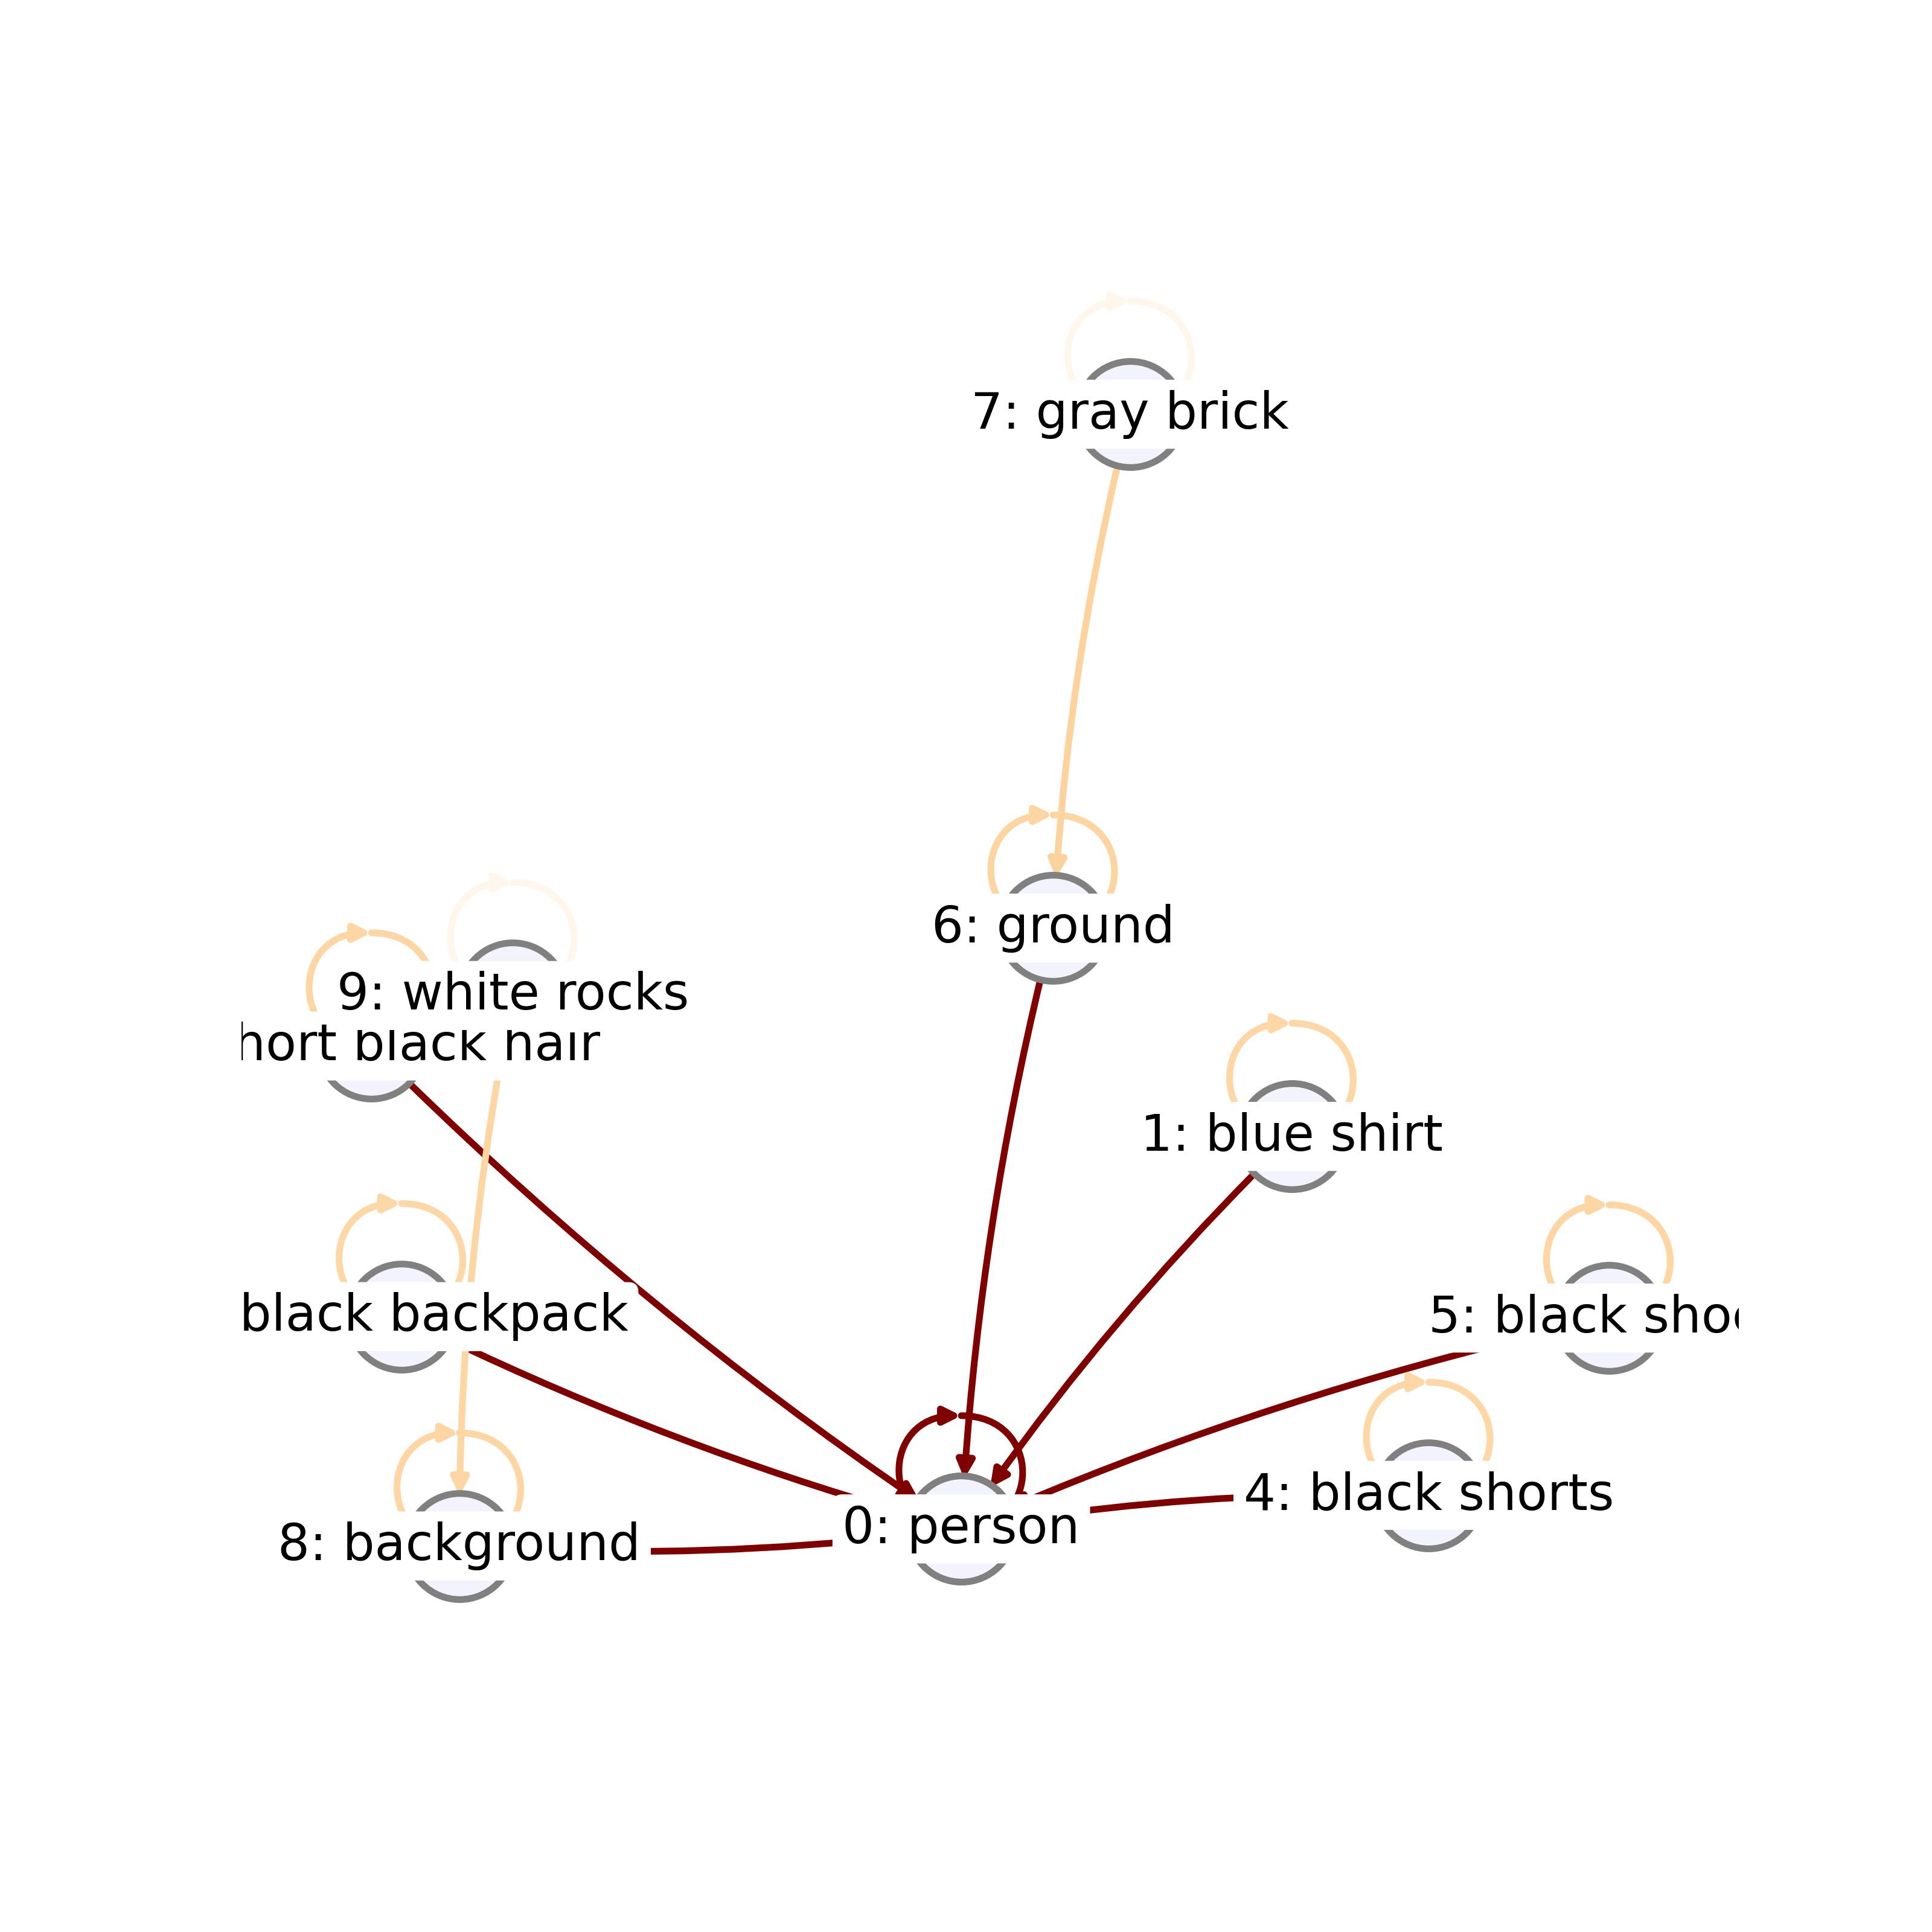 7: gray brick
6: ground
9: white rocks
hort black hair
1: blue shirt
black backpack
5: black sho
4: black shorts
0: person
8: background